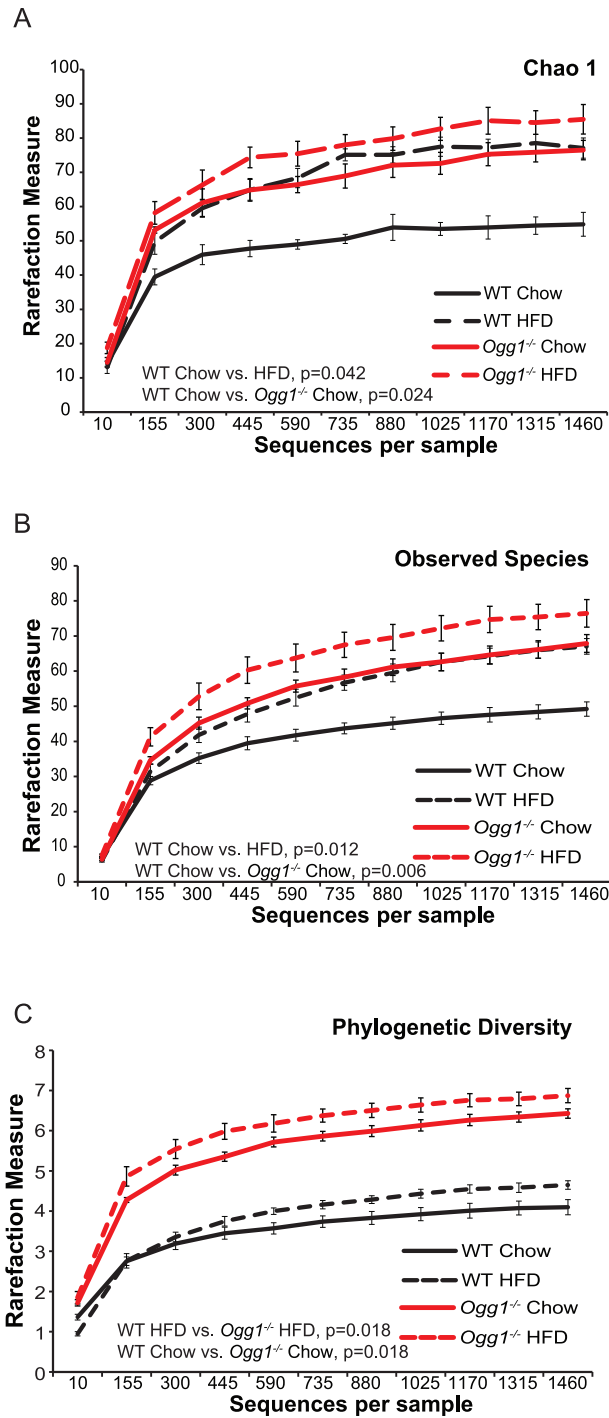 A
Chao 1
Rarefaction Measure
100
90
80
70
60
50
40
30
20
10
0
WT Chow
WT HFD
Ogg1-/- Chow
Ogg1-/- HFD
WT Chow vs. HFD, p=0.042
WT Chow vs. Ogg1-/- Chow, p=0.024
10 155 300 445 590 735 880 1025 1170 1315 1460
Sequences per sample
B
Observed Species
Rarefaction Measure
90
80
70
60
50
40
30
20
10
0
WT Chow
WT HFD
Ogg1-/- Chow
Ogg1-/- HFD
WT Chow vs. HFD, p=0.012
WT Chow vs. Ogg1-/- Chow, p=0.006
10 155 300 445 590 735 880 1025 1170 1315 1460
Sequences per sample
C
Phylogenetic Diversity
Rarefaction Measure
8
7
6
5
4
3
2
1
0
WT Chow
WT HFD
Ogg1-/- Chow
Ogg1-/- HFD
WT HFD vs. Ogg1-/- HFD, p=0.018
WT Chow vs. Ogg1-/- Chow, p=0.018
10 155 300 445 590 735 880 1025 1170 1315 1460
Sequences per sample